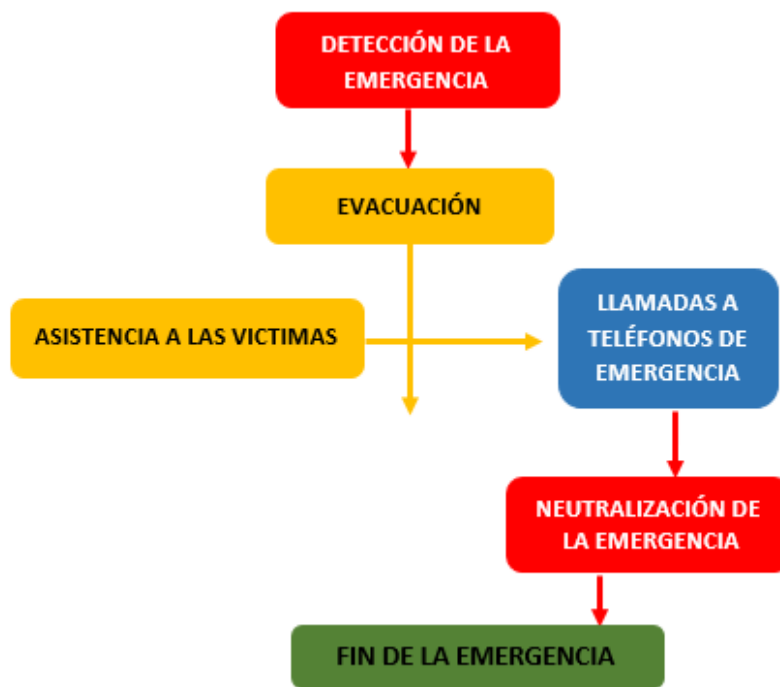 DETECCIÓN DE LA
EMERGENCIA
EVACUACIÓN
ASISTENCIA A LAS VICTIMAS
LLAMADAS A
TELÉFONOS DE
EMERGENCIA
NEUTRALIZACIÓN DE
LA EMERGENCIA
FIN DE LA EMERGENCIA